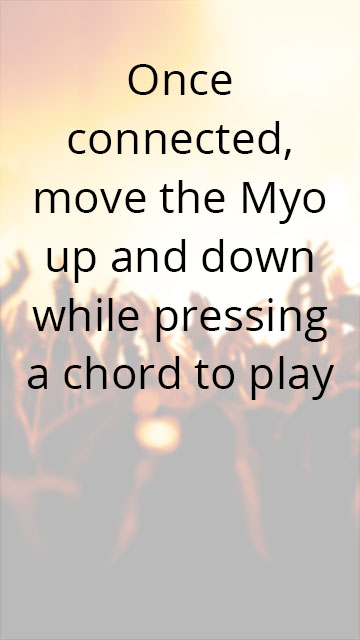 Once
connected,
move the Myo
up and down
while pressing
a chord to play